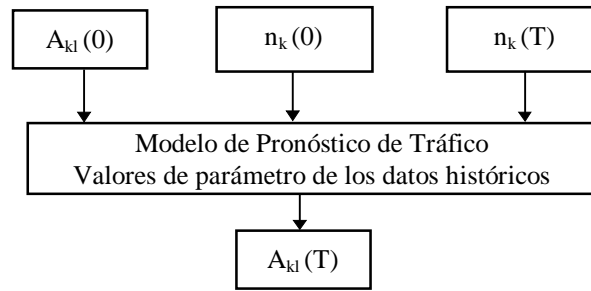 A_kl (0) n_k (0) n_k (T)
Modelo de Pronóstico de Tráfico
Valores de parámetro de los datos históricos
A_kl (T)